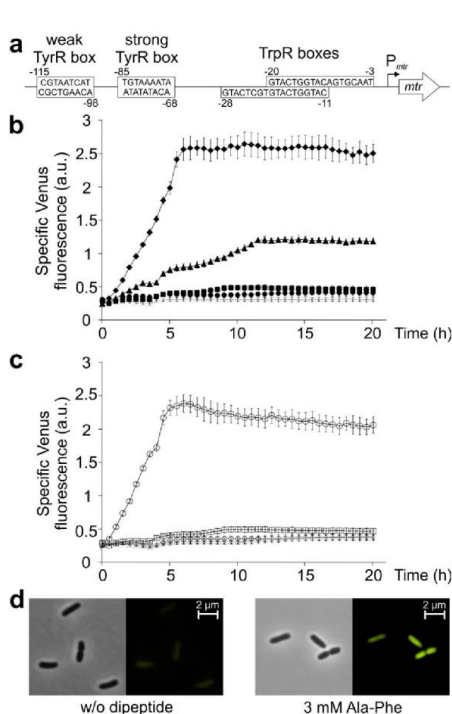 a
weak
TyrR box
strong
TyrR box
TrpR boxes
Pmtr
-115
-85
-20
-3
CGTAATCAT
TGTAAAATA
GTACTGGTACAGTGCAAT
mtr
CGCTGAACA
ATATATACA
GTACTCGTGTACTGGTAC
-98
-68
-28
-11
b
Specific Venus
fluorescence (a.u.)
3
2.5
2
1.5
1
0.5
0
0
5
10
15
20
Time (h)
c
Specific Venus
fluorescence (a.u.)
3
2.5
2
1.5
1
0.5
0
0
5
10
15
20
Time (h)
d
2 µm
2 µm
w/o dipeptide
3 mM Ala-Phe